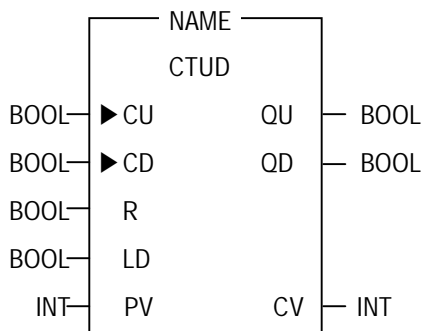 NAME
CTUD
BOOL CU QU BOOL
BOOL CD QD BOOL
BOOL R
BOOL LD
INT PV CV INT